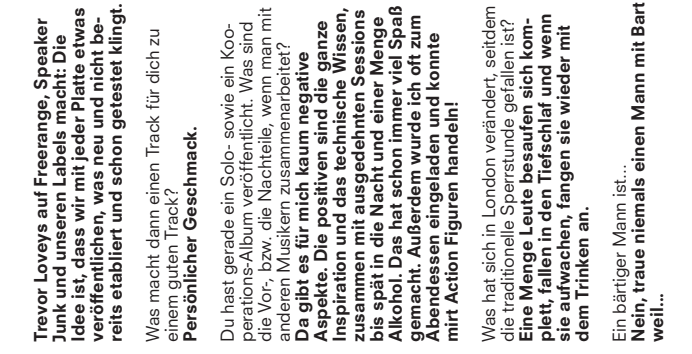 Trevor Loveys auf Freerange, Speaker
Junk und unseren Labels macht: Die
Idee ist, dass wir mit jeder Platte etwas
veröffentlichen, was neu und nicht be-
reits etabliert und schon getestet klingt.
Was macht dann einen Track für dich zu
einem guten Track?
Persönlicher Geschmack.
Du hast gerade ein Solo- sowie ein Koo-
perations-Album veröffentlicht. Was sind
die Vor-, bzw. die Nachteile, wenn man mit
anderen Musikern zusammenarbeitet?
Da gibt es für mich kaum negative
Aspekte. Die positiven sind die ganze
Inspiration und das technische Wissen,
zusammen mit ausgedehnten Sessions
bis spät in die Nacht und einer Menge
Alkohol. Das hat schon immer viel Spaß
gemacht. Außerdem wurde ich oft zum
Abendessen eingeladen und konnte
mirt Action Figuren handeln!
Was hat sich in London verändert, seitdem
die traditionelle Sperrstunde gefallen ist?
Eine Menge Leute besaufen sich kom-
plett, fallen in den Tiefschlaf und wenn
sie aufwachen, fangen sie wieder mit
dem Trinken an.
Ein bärtiger Mann ist...
Nein, traue niemals einen Mann mit Bart
weil...